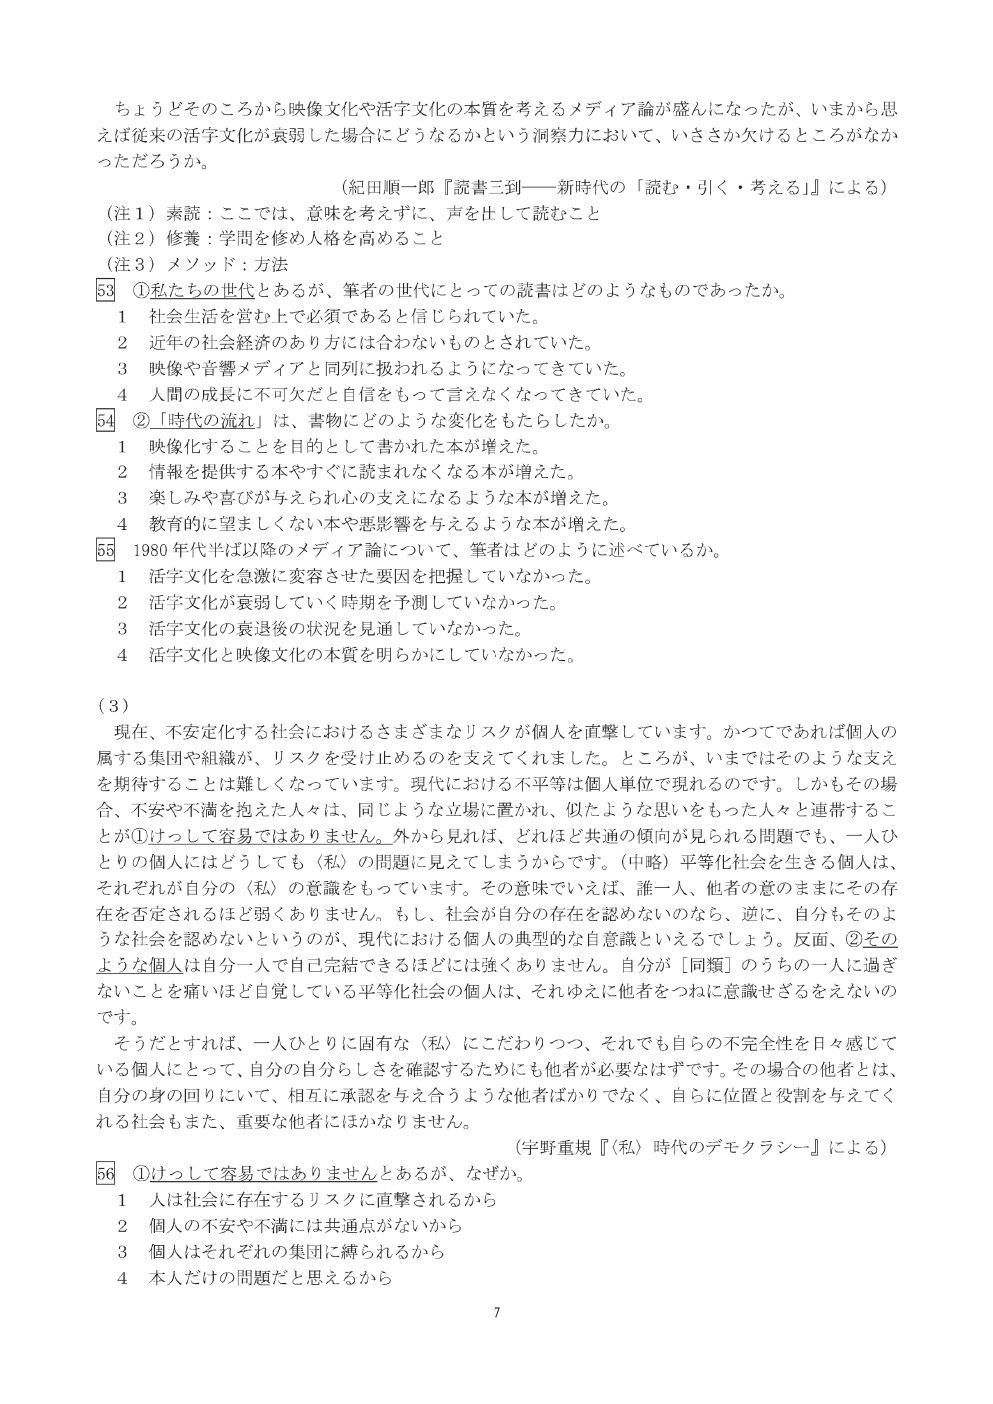 ちょうどそのころから映像文化や活字文化の本質を考えるメディア論が盛んになったが、いまから思
えば従来の活字文化が衰弱した場合にどうなるかという洞察力において、いささか欠けるところがなか
っただろうか。
（紀田順一郎『読書三到――新時代の「読む・引く・考える」』による）
（注１）素読：ここでは、意味を考えずに、声を出して読むこと
（注２）修養：学問を修め人格を高めること
（注３）メソッド：方法
53 ①私たちの世代とあるが、筆者の世代にとっての読書はどのようなものであったか。
１ 社会生活を営む上で必須であると信じられていた。
２ 近年の社会経済のあり方には合わないものとされていた。
３ 映像や音響メディアと同列に扱われるようになってきていた。
４ 人間の成長に不可欠だと自信をもって言えなくなってきていた。
54 ②「時代の流れ」は、書物にどのような変化をもたらしたか。
１ 映像化することを目的として書かれた本が増えた。
２ 情報を提供する本やすぐに読まれなくなる本が増えた。
３ 楽しみや喜びが与えられ心の支えになるような本が増えた。
４ 教育的に望ましくない本や悪影響を与えるような本が増えた。
55 1980 年代半ば以降のメディア論について、筆者はどのように述べているか。
１ 活字文化を急激に変容させた要因を把握していなかった。
２ 活字文化が衰弱していく時期を予測していなかった。
３ 活字文化の衰退後の状況を見通していなかった。
４ 活字文化と映像文化の本質を明らかにしていなかった。
（３）
現在、不安定化する社会におけるさまざまなリスクが個人を直撃しています。かつてであれば個人の
属する集団や組織が、リスクを受け止めるのを支えてくれました。ところが、いまではそのような支え
を期待することは難しくなっています。現代における不平等は個人単位で現れるのです。しかもその場
合、不安や不満を抱えた人々は、同じような立場に置かれ、似たような思いをもった人々と連帯するこ
とが①けっして容易ではありません。外から見れば、どれほど共通の傾向が見られる問題でも、一人ひ
とりの個人にはどうしても〈私〉の問題に見えてしまうからです。（中略）平等化社会を生きる個人は、
それぞれが自分の〈私〉の意識をもっています。その意味でいえば、誰一人、他者の意のままにその存
在を否定されるほど弱くありません。もし、社会が自分の存在を認めないのなら、逆に、自分もそのよ
うな社会を認めないというのが、現代における個人の典型的な自意識といえるでしょう。反面、②その
ような個人は自分一人で自己完結できるほどには強くありません。自分が［同類］のうちの一人に過ぎ
ないことを痛いほど自覚している平等化社会の個人は、それゆえに他者をつねに意識せざるをえないの
です。
そうだとすれば、一人ひとりに固有な〈私〉にこだわりつつ、それでも自らの不完全性を日々感じて
いる個人にとって、自分の自分らしさを確認するためにも他者が必要なはずです。その場合の他者とは、
自分の身の回りにいて、相互に承認を与え合うような他者ばかりでなく、自らに位置と役割を与えてく
れる社会もまた、重要な他者にほかなりません。
（宇野重規『〈私〉時代のデモクラシー』による）
56 ①けっして容易ではありませんとあるが、なぜか。
１ 人は社会に存在するリスクに直撃されるから
２ 個人の不安や不満には共通点がないから
３ 個人はそれぞれの集団に縛られるから
４ 本人だけの問題だと思えるから
7